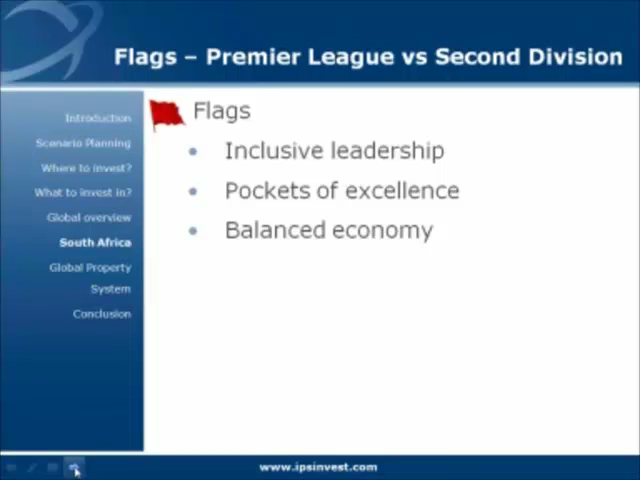 Flags – Premier League vs Second Division
Introduction
Scenario Planning
Where to invest?
What to invest in?
Global overview
South Africa
Global Property
System
Conclusion
Flags
• Inclusive leadership
• Pockets of excellence
• Balanced economy
www.ipsinvest.com